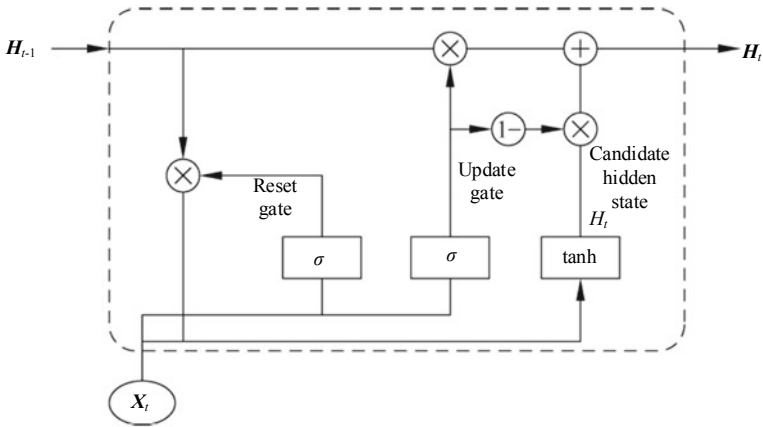 H_{t-1}
×
+
H_t
1−
×
×
Reset
gate
Update
gate
Candidate
hidden
state
H_t
σ
σ
tanh
X_t